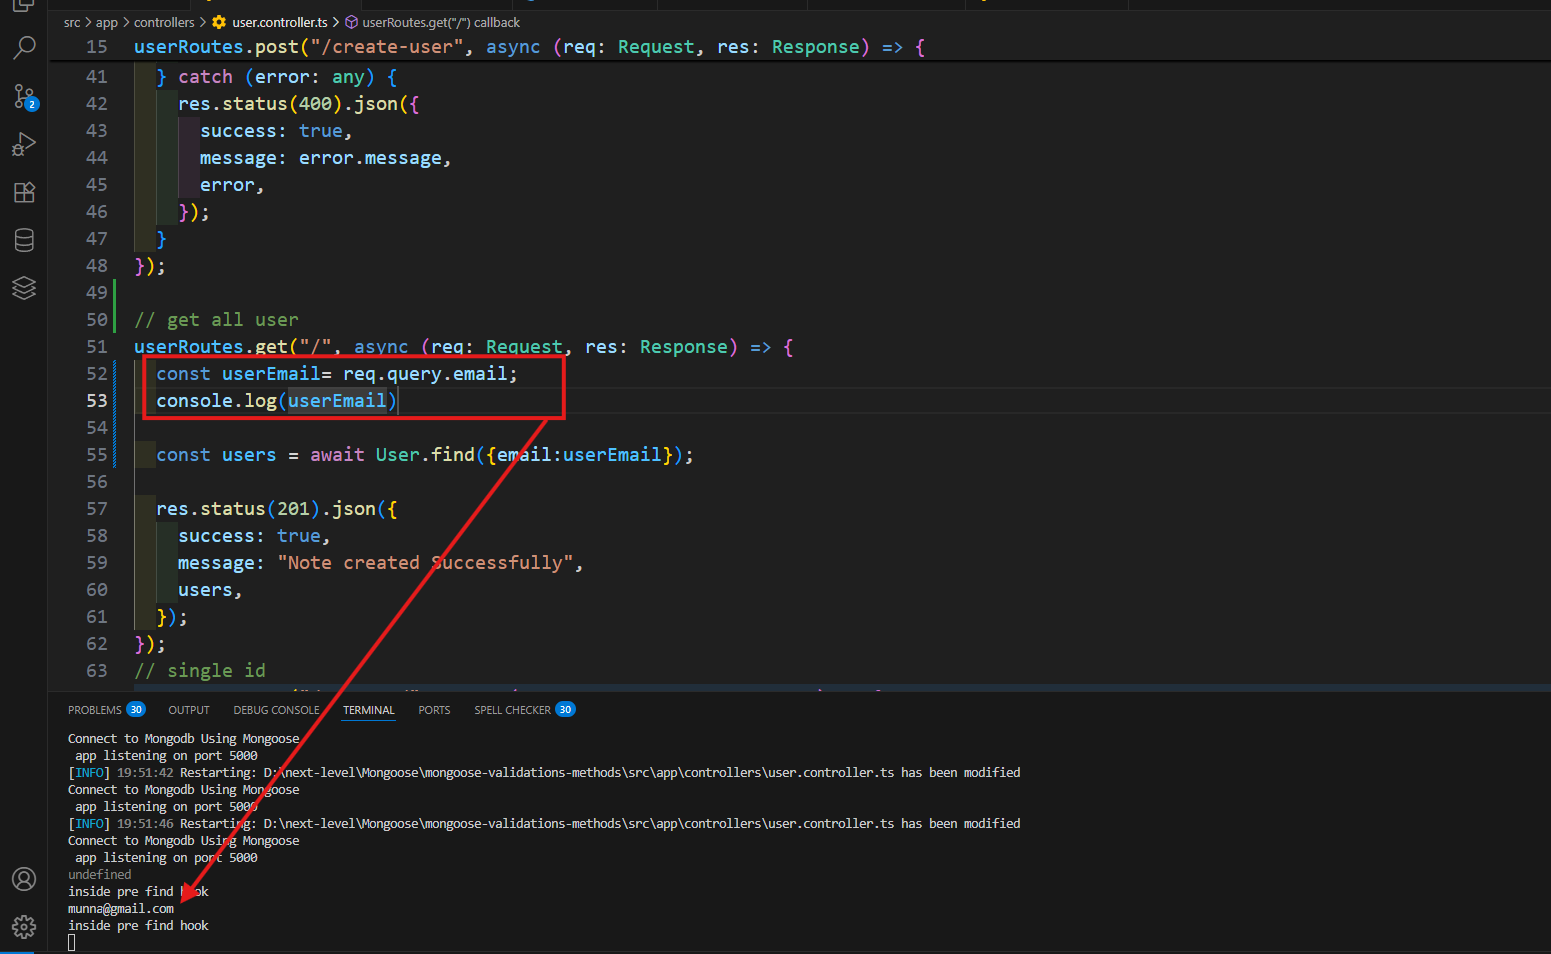 src > app > controllers > user.controller.ts > userRoutes.get("/") callback
15 userRoutes.post("/create-user", async (req: Request, res: Response) => {
41 } catch (error: any) {
42 res.status(400).json({
43 success: true,
44 message: error.message,
45 error,
46 });
47 }
48 });
49
50 // get all user
51 userRoutes.get("/", async (req: Request, res: Response) => {
52 const userEmail= req.query.email;
53 console.log(userEmail)
54
55 const users = await User.find({email:userEmail});
56
57 res.status(201).json({
58 success: true,
59 message: "Note created Successfully",
60 users,
61 });
62 });
63 // single id
2
PROBLEMS 30 OUTPUT DEBUG CONSOLE TERMINAL PORTS SPELL CHECKER 30
Connect to Mongodb Using Mongoose
app listening on port 5000
[INFO] 19:51:42 Restarting: D:\next-level\Mongoose\mongoose-validations-methods\src\app\controllers\user.controller.ts has been modified
Connect to Mongodb Using Mongoose
app listening on port 5000
[INFO] 19:51:46 Restarting: D:\next-level\Mongoose\mongoose-validations-methods\src\app\controllers\user.controller.ts has been modified
Connect to Mongodb Using Mongoose
app listening on port 5000
undefined
inside pre find hook
munna@gmail.com
inside pre find hook